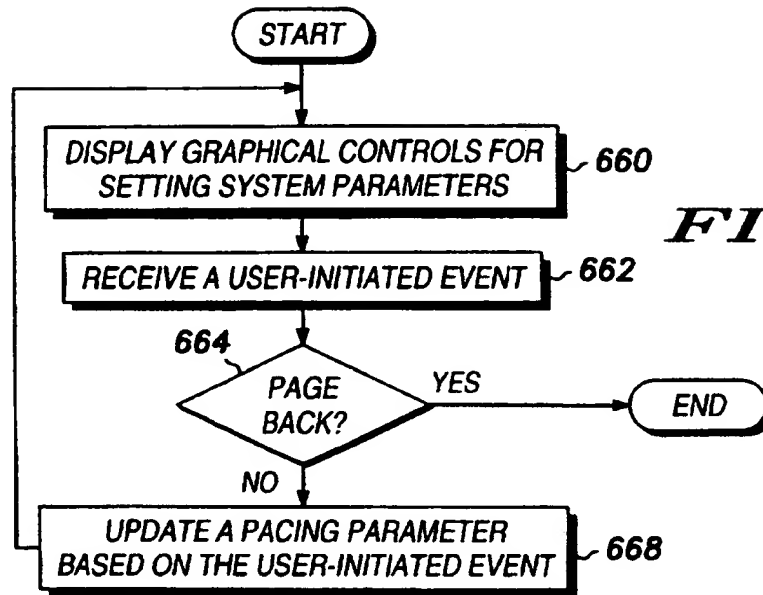 START
DISPLAY GRAPHICAL CONTROLS FOR
SETTING SYSTEM PARAMETERS
660
FI
RECEIVE A USER-INITIATED EVENT
662
664
PAGE
BACK?
YES
END
NO
UPDATE A PACING PARAMETER
BASED ON THE USER-INITIATED EVENT
668